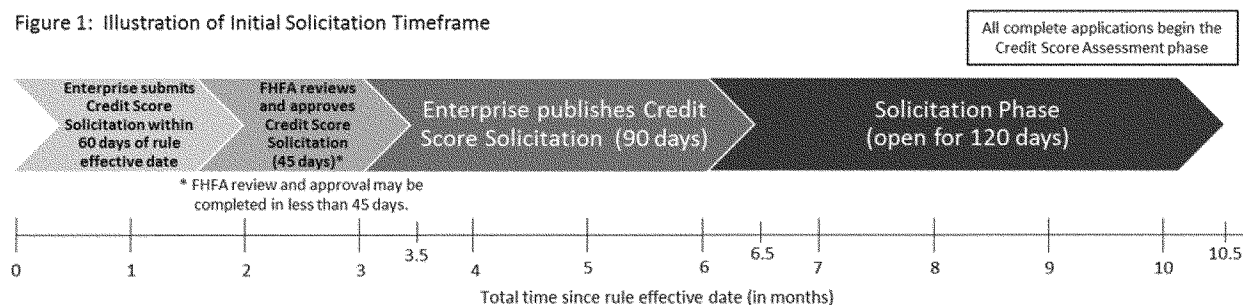 Figure 1: Illustration of Initial Solicitation Timeframe
All complete applications begin the
Credit Score Assessment phase
Enterprise submits
Credit Score
Solicitation within
60 days of rule
effective date
FHFA reviews
and approves
Credit Score
Solicitation
(45 days)*
Enterprise publishes Credit
Score Solicitation (90 days)
Solicitation Phase
(open for 120 days)
* FHFA review and approval may be
completed in less than 45 days.
0 1 2 3 3.5 4 5 6 6.5 7 8 9 10 10.5
Total time since rule effective date (in months)